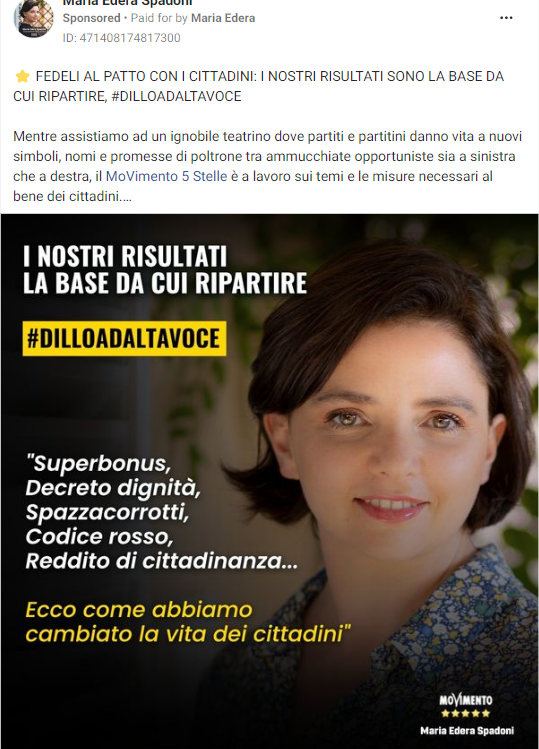 Maria Edera Spadoni
Sponsored • Paid for by Maria Edera
ID: 471408174817300
⭐ FEDELI AL PATTO CON I CITTADINI: I NOSTRI RISULTATI SONO LA BASE DA
CUI RIPARTIRE, #DILLOADALTAVOCE
Mentre assistiamo ad un ignobile teatrino dove partiti e partitini danno vita a nuovi
simboli, nomi e promesse di poltrone tra ammucchiate opportuniste sia a sinistra
che a destra, il MoVimento 5 Stelle è a lavoro sui temi e le misure necessari al
bene dei cittadini....
I NOSTRI RISULTATI
LA BASE DA CUI RIPARTIRE
#DILLOADALTAVOCE
"Superbonus,
Decreto dignità,
Spazzacorrotti,
Codice rosso,
Reddito di cittadinanza...
Ecco come abbiamo
cambiato la vita dei cittadini"
MOVIMENTO
★★★★★
Maria Edera Spadoni